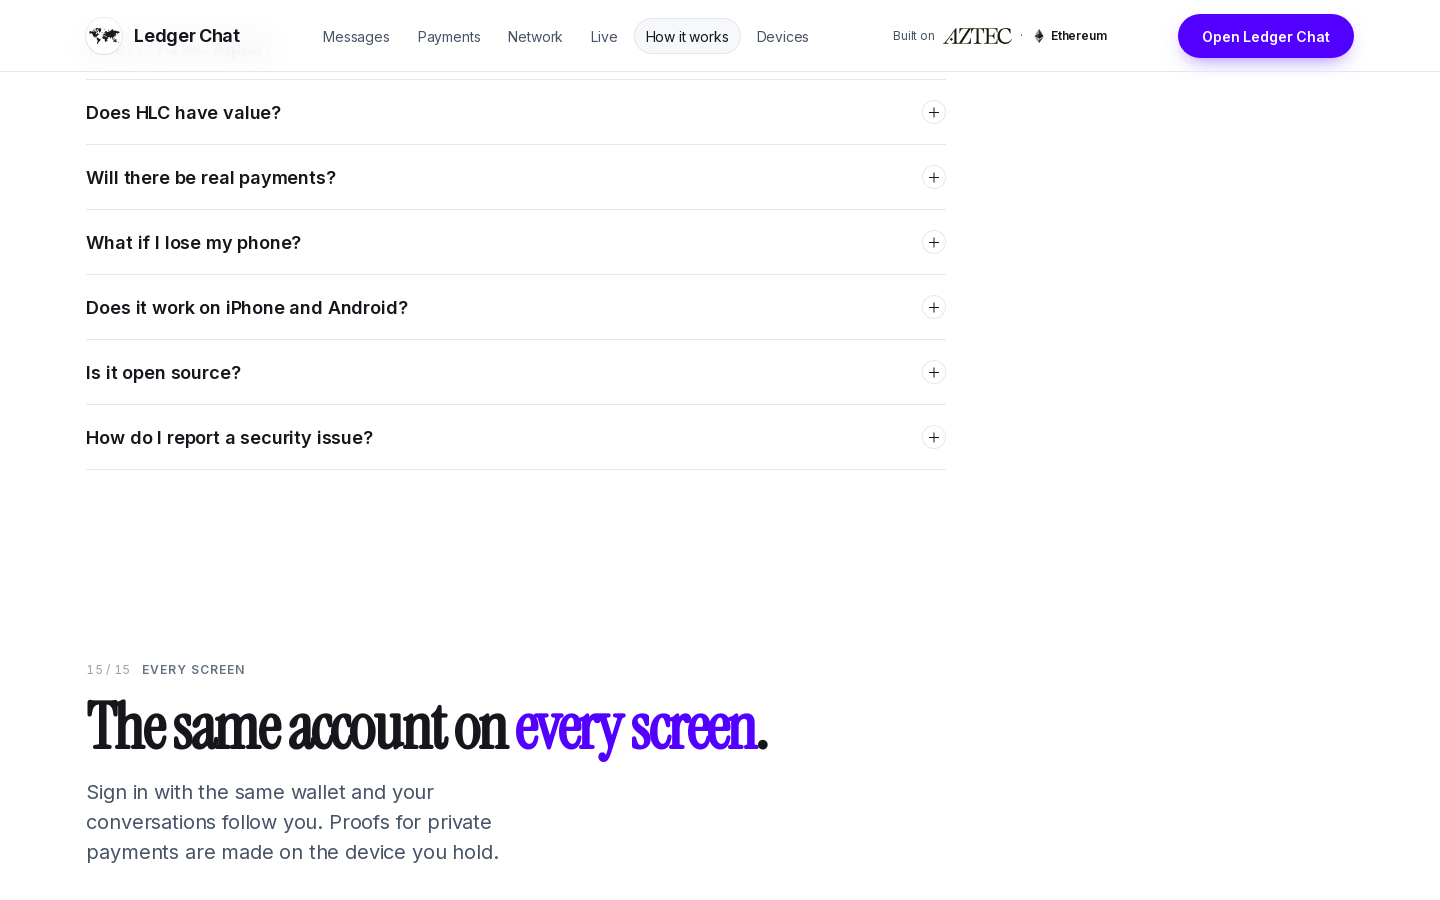 Ledger Chat
Messages
Payments
Network
Live
How it works
Devices
Built on AZTEC · Ethereum
Open Ledger Chat
Does HLC have value?
Will there be real payments?
What if I lose my phone?
Does it work on iPhone and Android?
Is it open source?
How do I report a security issue?
15 / 15 EVERY SCREEN
The same account on every screen.
Sign in with the same wallet and your
conversations follow you. Proofs for private
payments are made on the device you hold.